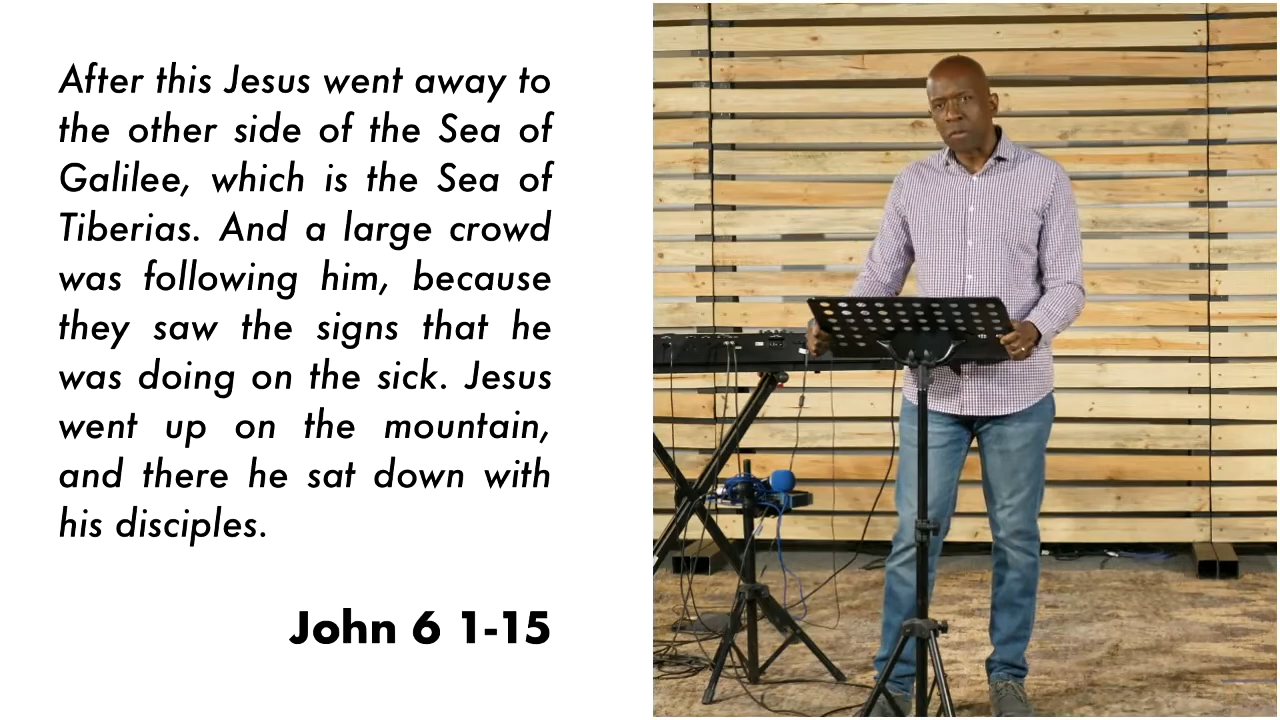 After this Jesus went away to
the other side of the Sea of
Galilee, which is the Sea of
Tiberias. And a large crowd
was following him, because
they saw the signs that he
was doing on the sick. Jesus
went up on the mountain,
and there he sat down with
his disciples.
John 6 1-15